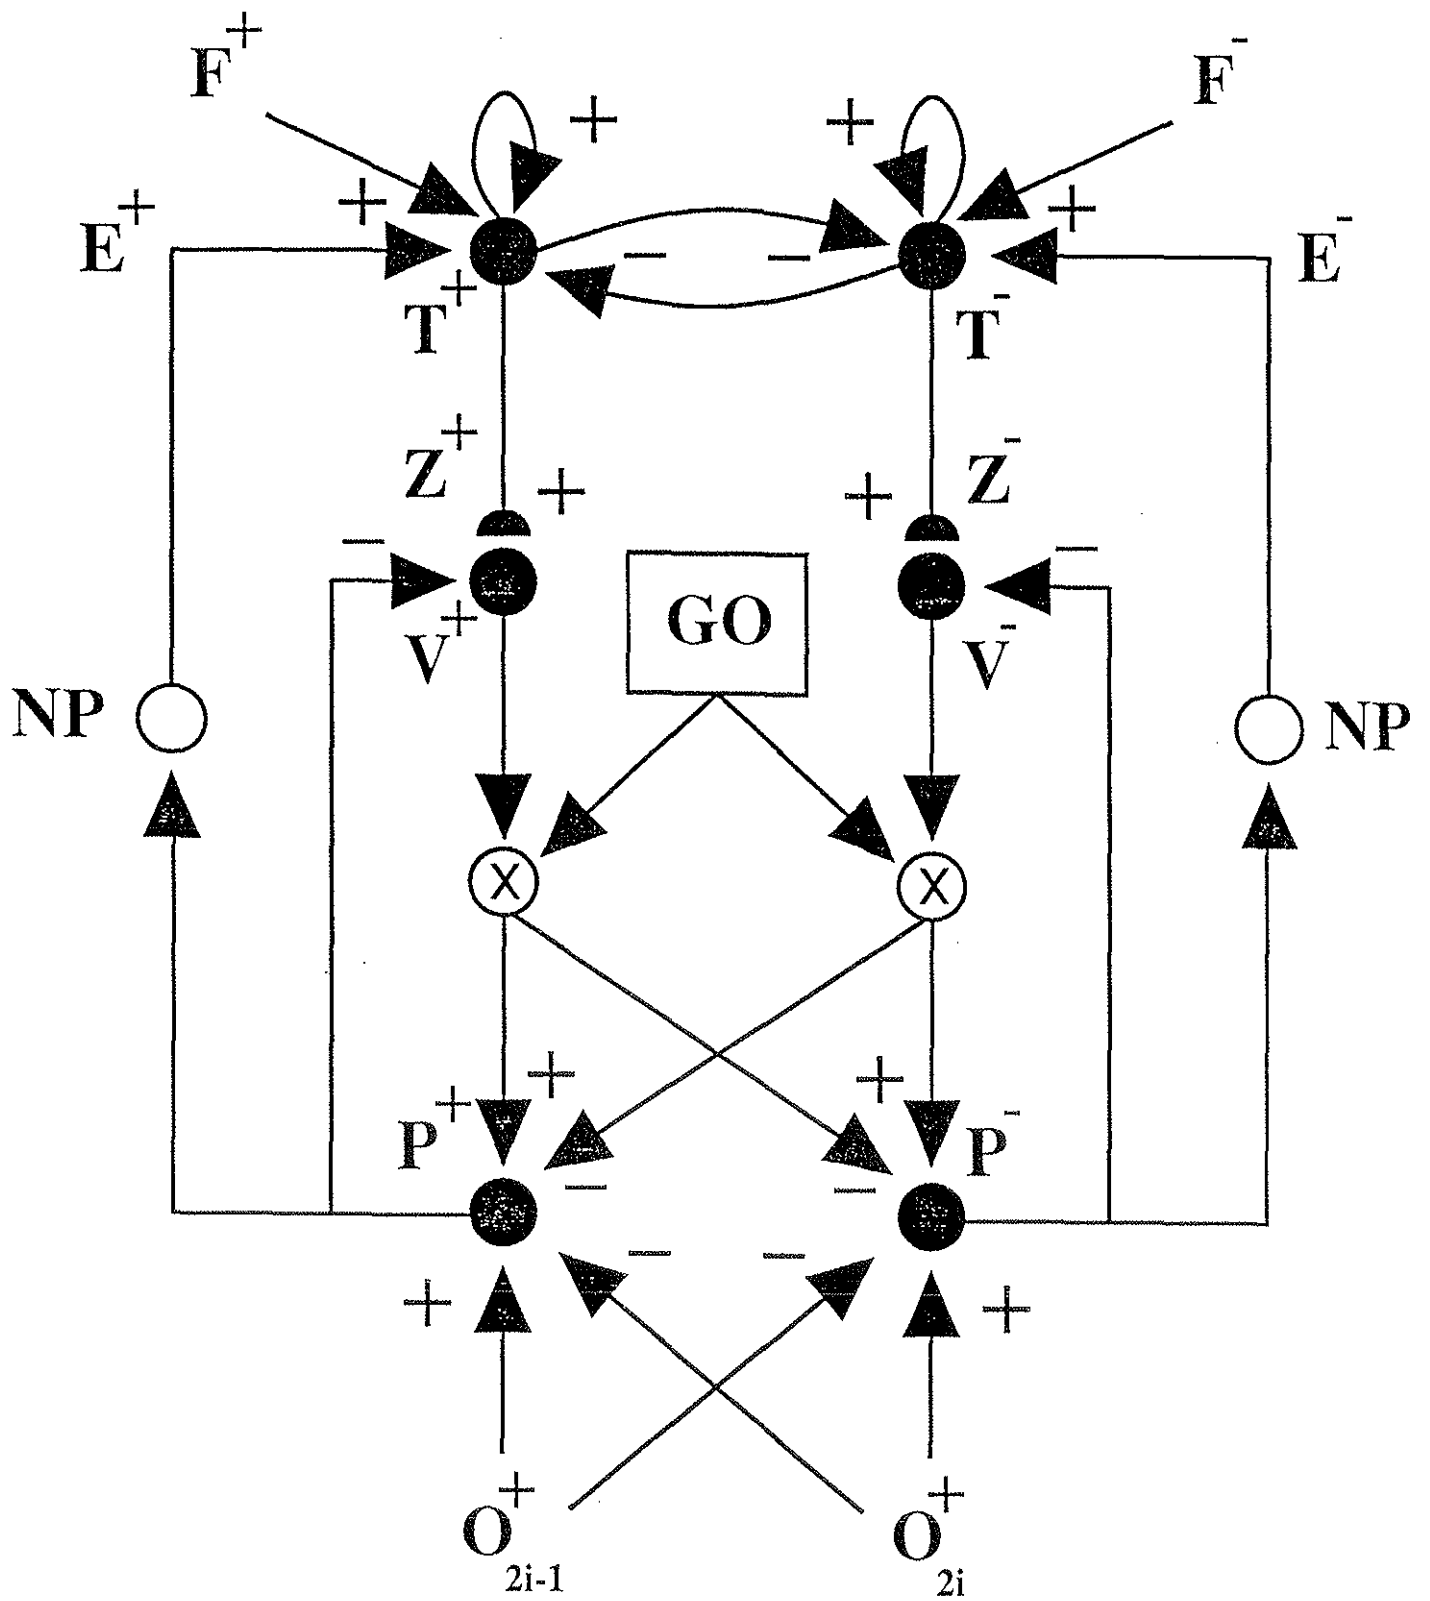 F+ F-
+ +
+ +
E+ E-
- -
T+ T-
Z+ Z-
+ +
- -
GO
V+ V-
NP NP
X X
+ +
P+ P-
- -
- -
+ +
O+2i-1 O+2i